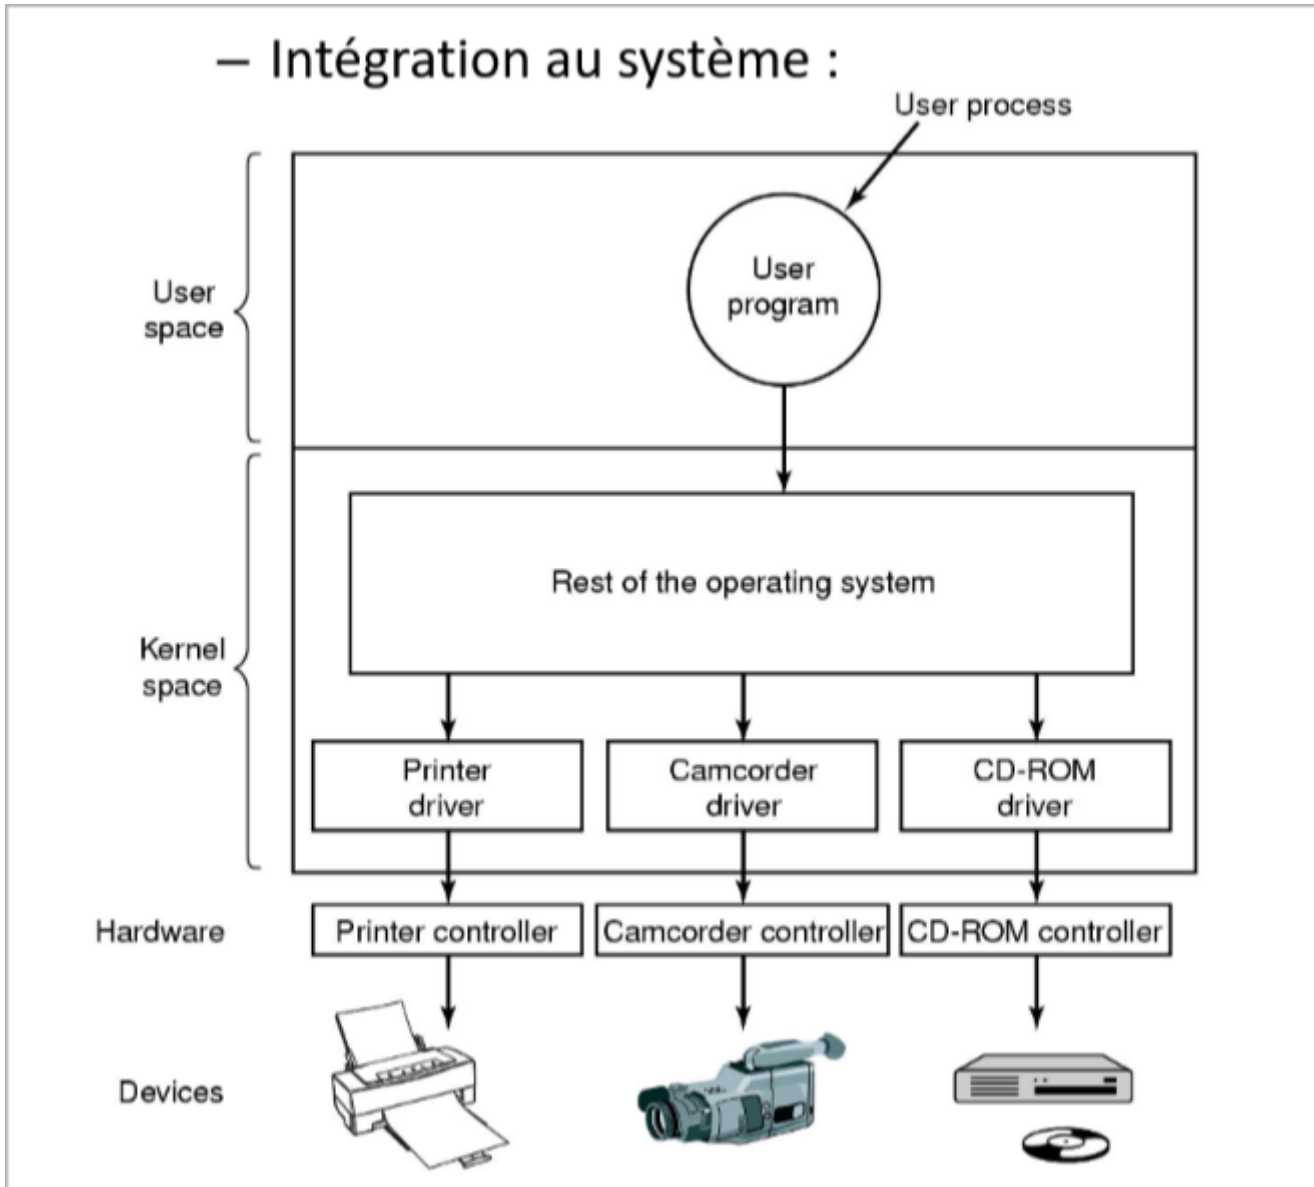 – Intégration au système :
User process
User
program
User
space
Rest of the operating system
Kernel
space
Printer
driver
Camcorder
driver
CD-ROM
driver
Hardware
Printer controller
Camcorder controller
CD-ROM controller
Devices